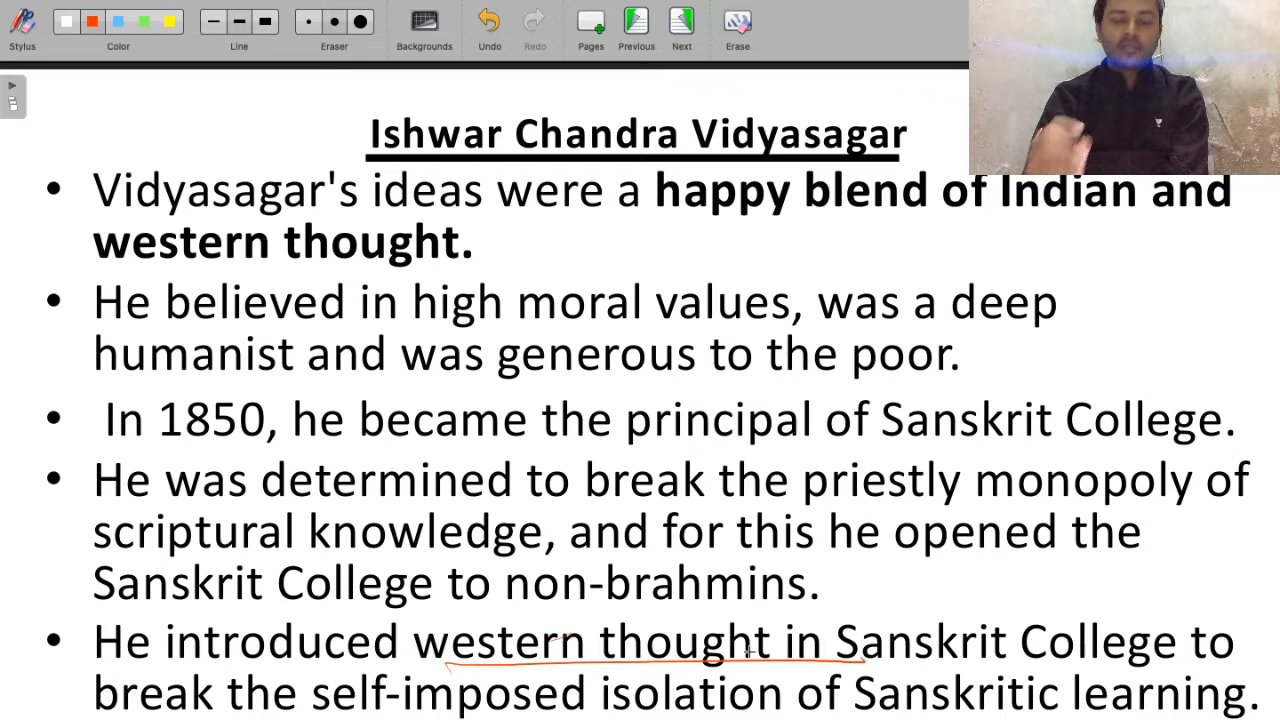 Stylus Color Line Eraser Backgrounds Undo Redo Pages Previous Next Erase
Ishwar Chandra Vidyasagar
• Vidyasagar's ideas were a happy blend of Indian and
western thought.
• He believed in high moral values, was a deep
humanist and was generous to the poor.
• In 1850, he became the principal of Sanskrit College.
• He was determined to break the priestly monopoly of
scriptural knowledge, and for this he opened the
Sanskrit College to non-brahmins.
• He introduced western thought in Sanskrit College to
break the self-imposed isolation of Sanskritic learning.